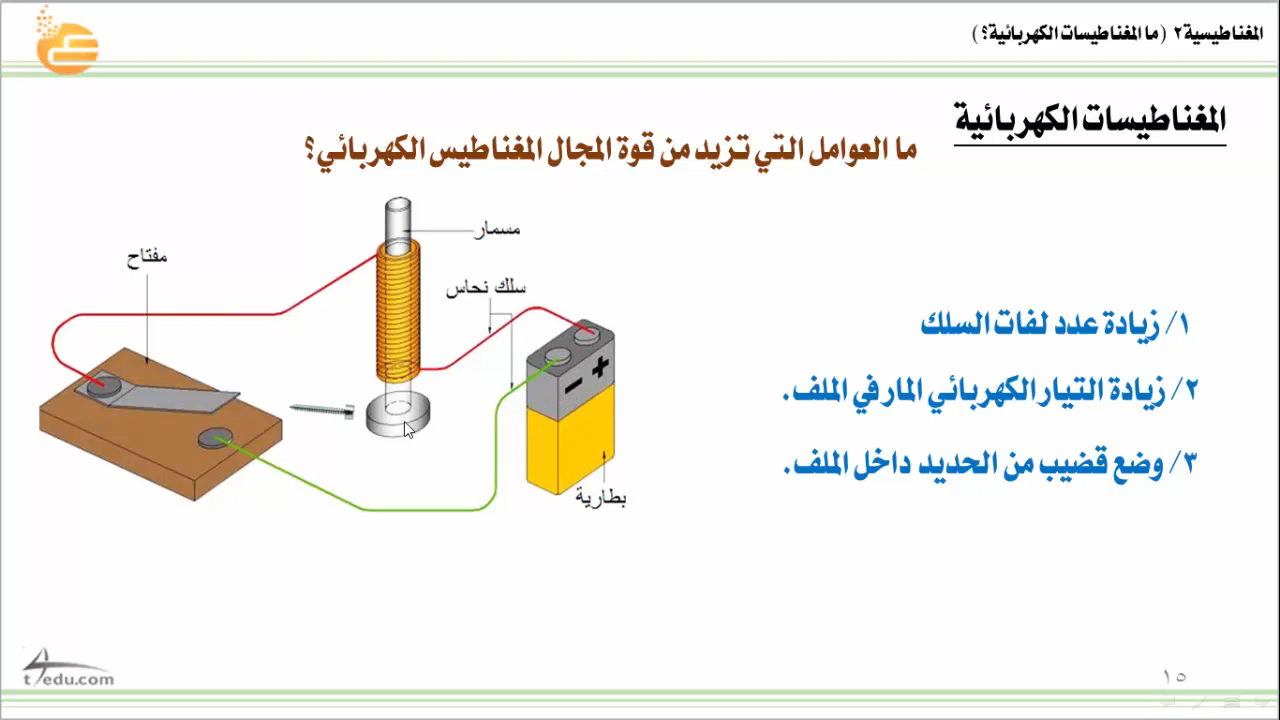 المغناطيسية٢ (ما المغناطيسات الكهربائية؟)
المغناطيسات الكهربائية
ما العوامل التي تزيد من قوة المجال المغناطيس الكهربائي؟
مسمار
مفتاح
سلك نحاس
١/ زيادة عدد لفات السلك
٢/ زيادة التيار الكهربائي المار في الملف.
٣/ وضع قضيب من الحديد داخل الملف.
− +
بطارية
t4edu.com
١٥